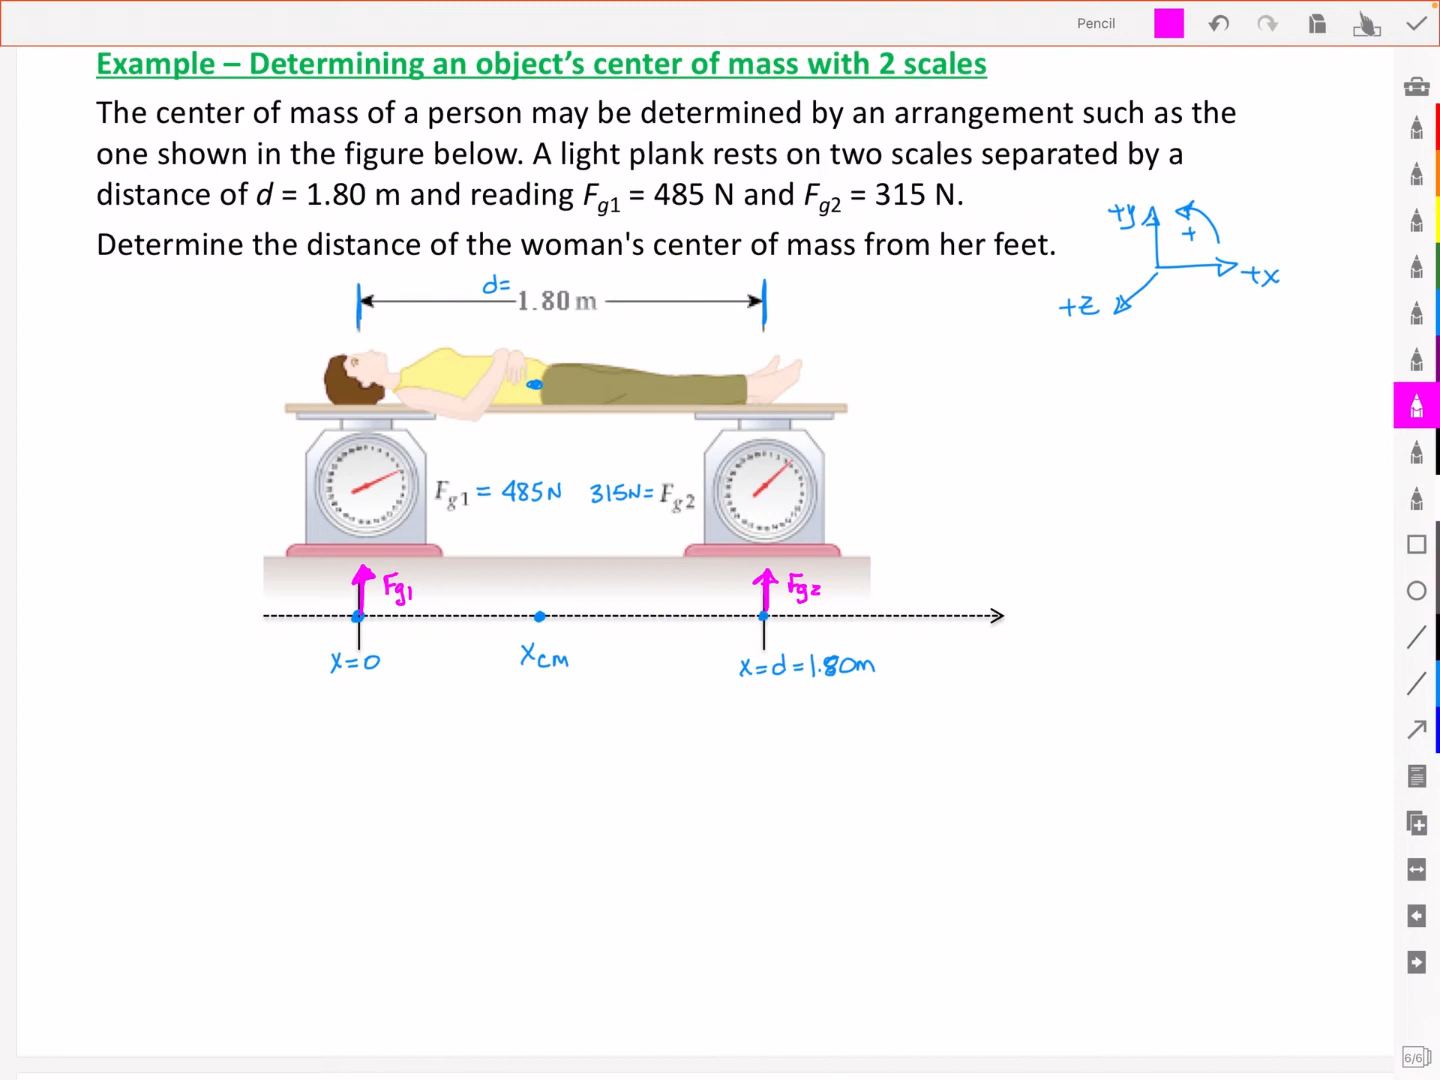 Pencil
Example – Determining an object's center of mass with 2 scales
The center of mass of a person may be determined by an arrangement such as the
one shown in the figure below. A light plank rests on two scales separated by a
distance of d = 1.80 m and reading Fg1 = 485 N and Fg2 = 315 N.
Determine the distance of the woman's center of mass from her feet.
+y
+
+x
+z
d=
1.80 m
Fg1 = 485N 315N = Fg2
Fg1 Fg2
x=0 xCM x=d=1.80m
6/6